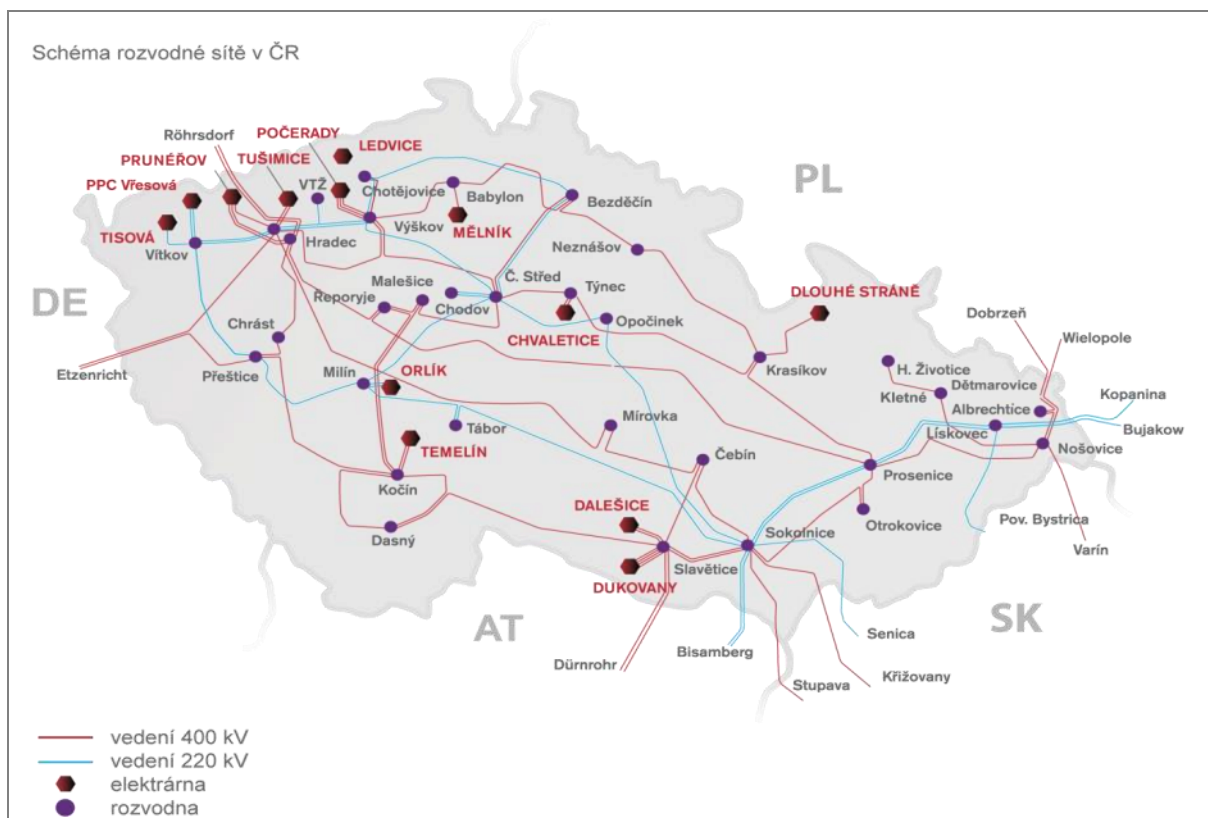 Schéma rozvodné sítě v ČR
Röhrsdorf
POČERADY
LEDVICE
PRUNÉŘOV
TUŠIMICE
PPC Vřesová
VTŽ
Chotějovice
Babylon
Bezděčín
PL
TISOVÁ
Vítkov
Hradec
Výškov
MĚLNÍK
Neznášov
DE
Malešice
Řeporyje
Chodov
Č. Střed
Týnec
DLOUHÉ STRÁNĚ
Opočinek
Dobrzeń
Chrást
CHVALETICE
Wielopole
Etzenricht
Přeštice
Milín
ORLÍK
Krasíkov
H. Životice
Dětmarovice
Kletné
Kopanina
Albrechtice
Tábor
Mírovka
Lískovec
Bujakow
TEMELÍN
Čebín
Nošovice
Kočín
Prosenice
DALEŠICE
Otrokovice
Pov. Bystrica
Dasný
Sokolnice
Varín
Slavětice
DUKOVANY
AT
SK
Senica
Dürnrohr
Bisamberg
Křižovany
Stupava
vedení 400 kV
vedení 220 kV
elektrárna
rozvodna